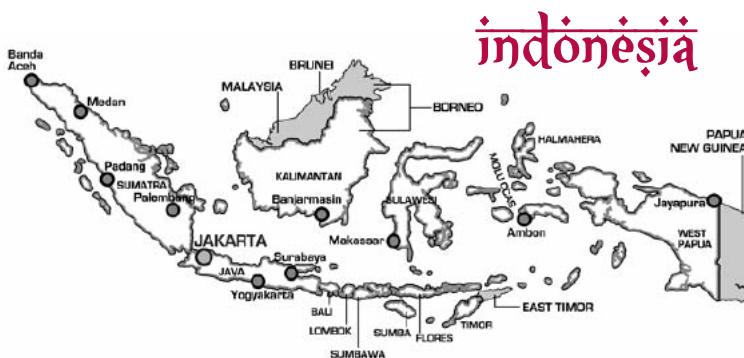 indonesia
Banda
Aceh
Medan
Padang
SUMATRA
Palembang
BRUNEI
MALAYSIA
BORNEO
KALIMANTAN
Banjarmasin
SULAWESI
Makassar
MOLUCCAS
HALMAHERA
Ambon
PAPUA
NEW GUINEA
Jayapura
WEST
PAPUA
JAKARTA
JAVA
Surabaya
Yogyakarta
BALI
LOMBOK
SUMBAWA
SUMBA
FLORES
TIMOR
EAST TIMOR